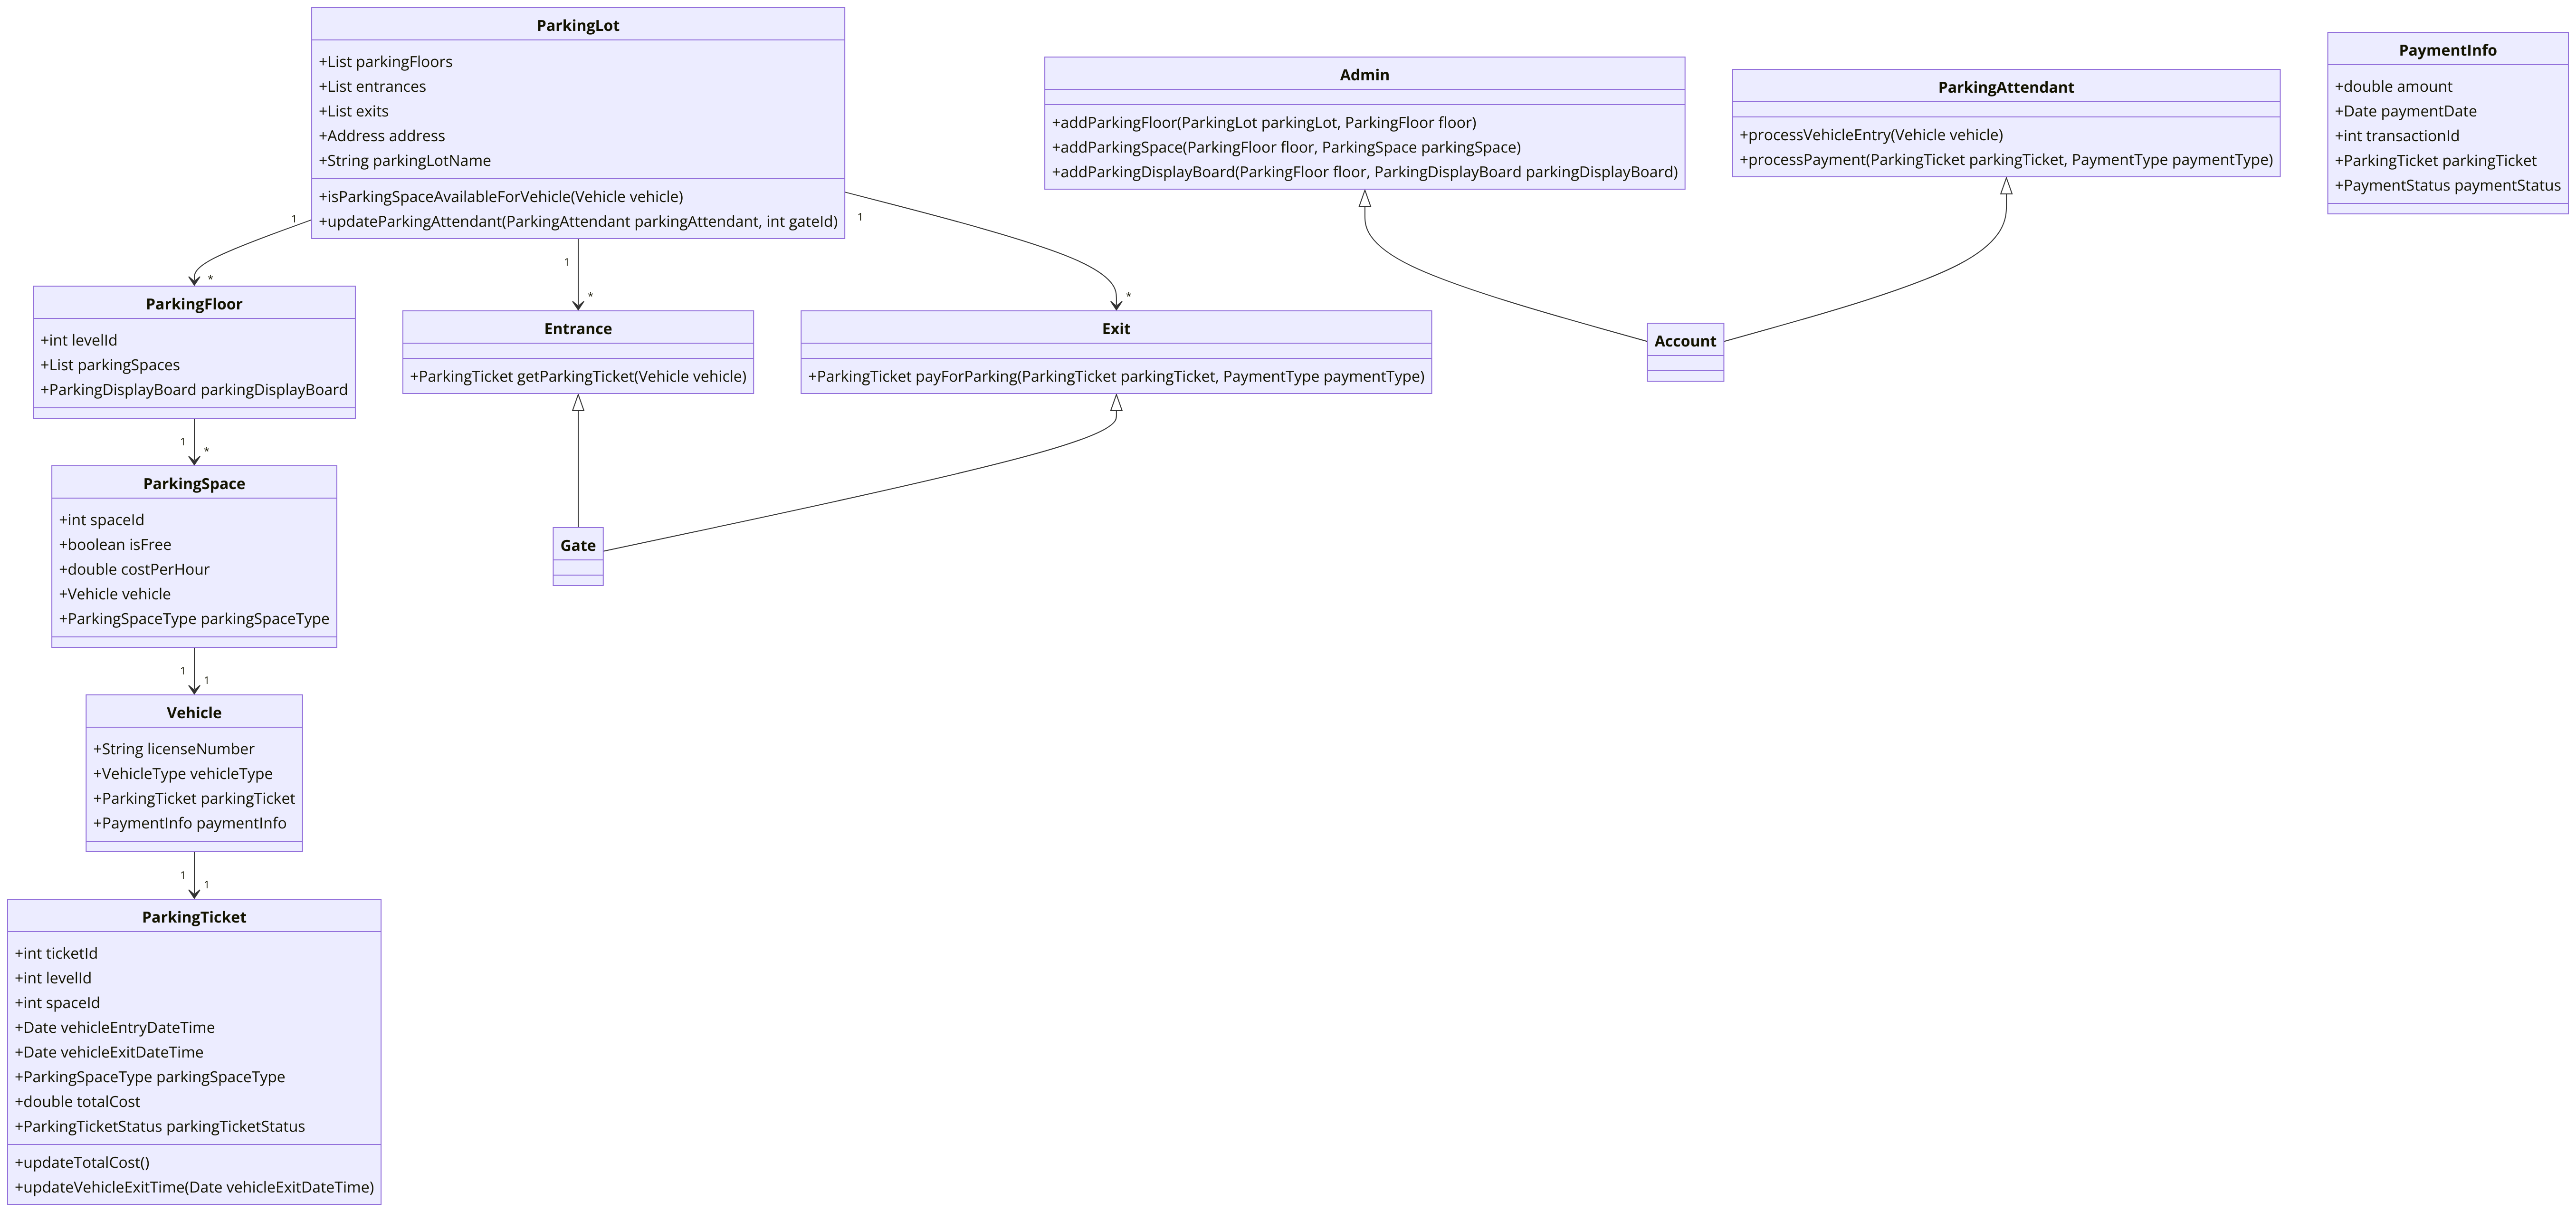 ParkingLot
+List parkingFloors
+List entrances
+List exits
+Address address
+String parkingLotName
+isParkingSpaceAvailableForVehicle(Vehicle vehicle)
+updateParkingAttendant(ParkingAttendant parkingAttendant, int gateId)
Admin
+addParkingFloor(ParkingLot parkingLot, ParkingFloor floor)
+addParkingSpace(ParkingFloor floor, ParkingSpace parkingSpace)
+addParkingDisplayBoard(ParkingFloor floor, ParkingDisplayBoard parkingDisplayBoard)
ParkingAttendant
+processVehicleEntry(Vehicle vehicle)
+processPayment(ParkingTicket parkingTicket, PaymentType paymentType)
PaymentInfo
+double amount
+Date paymentDate
+int transactionId
+ParkingTicket parkingTicket
+PaymentStatus paymentStatus
1
1
1
*
*
*
ParkingFloor
+int levelId
+List parkingSpaces
+ParkingDisplayBoard parkingDisplayBoard
Entrance
+ParkingTicket getParkingTicket(Vehicle vehicle)
Exit
+ParkingTicket payForParking(ParkingTicket parkingTicket, PaymentType paymentType)
Account
1
*
ParkingSpace
+int spaceId
+boolean isFree
+double costPerHour
+Vehicle vehicle
+ParkingSpaceType parkingSpaceType
Gate
1
1
Vehicle
+String licenseNumber
+VehicleType vehicleType
+ParkingTicket parkingTicket
+PaymentInfo paymentInfo
1
1
ParkingTicket
+int ticketId
+int levelId
+int spaceId
+Date vehicleEntryDateTime
+Date vehicleExitDateTime
+ParkingSpaceType parkingSpaceType
+double totalCost
+ParkingTicketStatus parkingTicketStatus
+updateTotalCost()
+updateVehicleExitTime(Date vehicleExitDateTime)